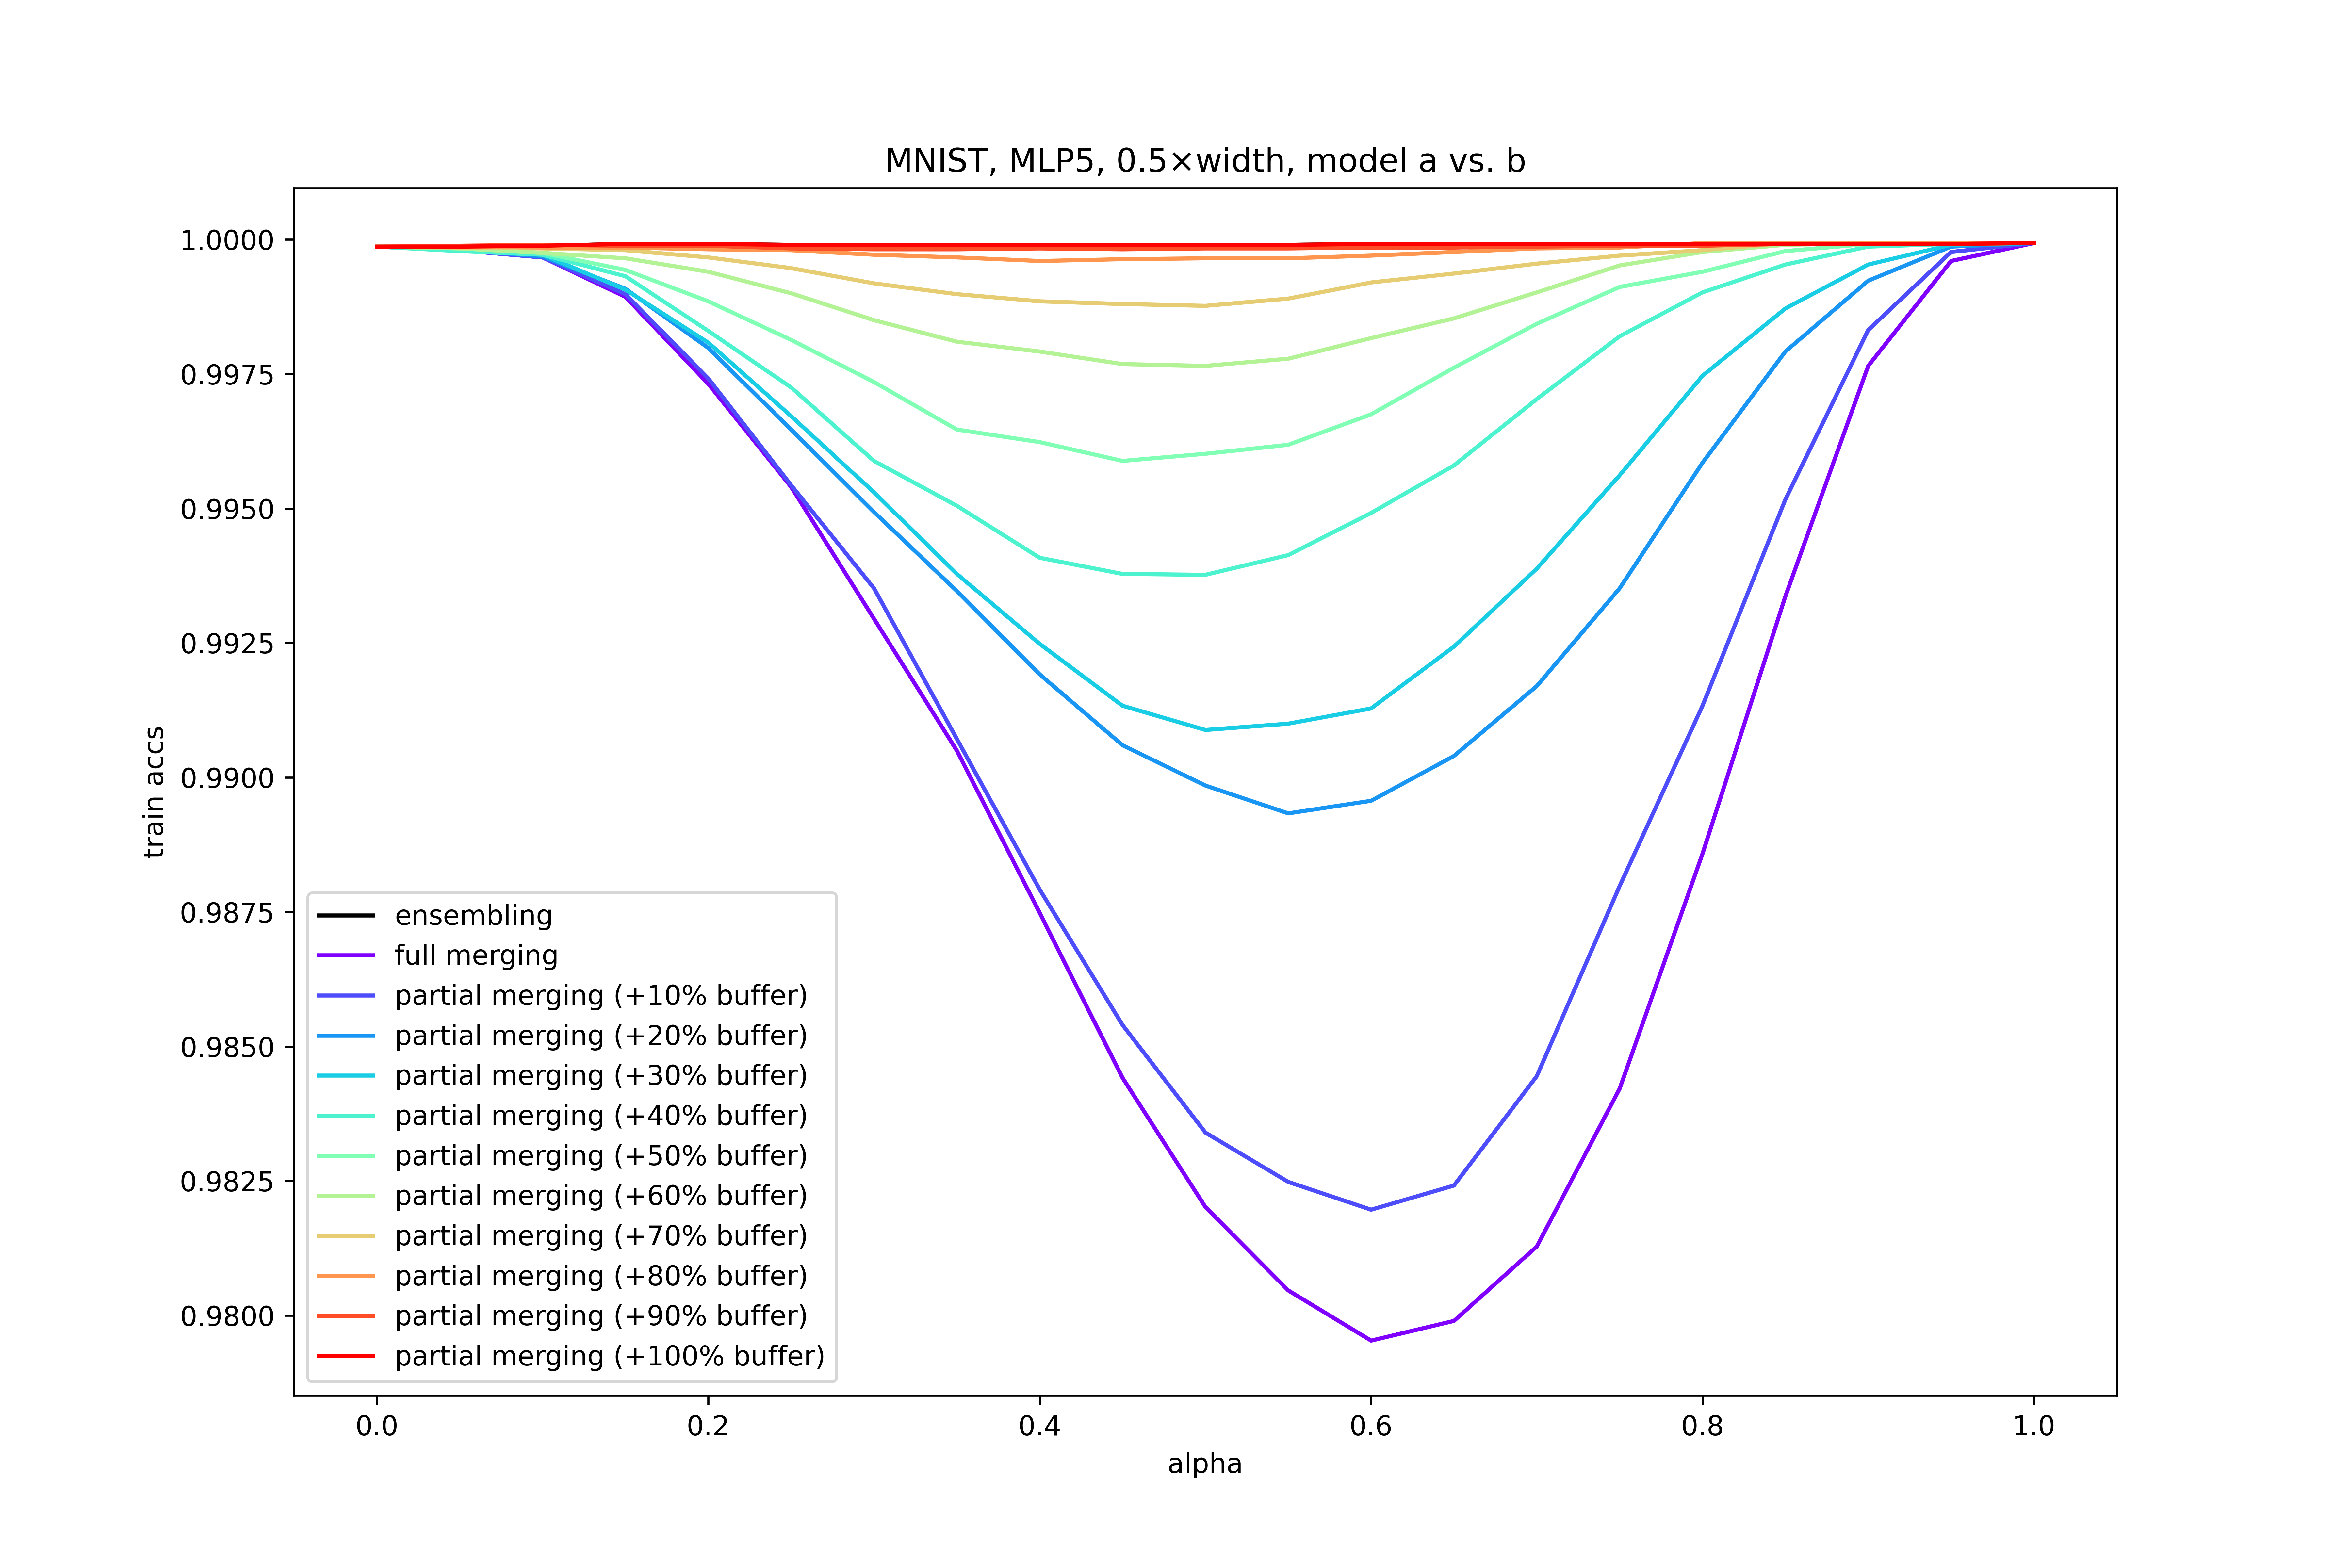 MNIST, MLP5, 0.5×width, model a vs. b
1.0000
0.9975
0.9950
0.9925
0.9900
0.9875
0.9850
0.9825
0.9800
train accs
ensembling
full merging
partial merging (+10% buffer)
partial merging (+20% buffer)
partial merging (+30% buffer)
partial merging (+40% buffer)
partial merging (+50% buffer)
partial merging (+60% buffer)
partial merging (+70% buffer)
partial merging (+80% buffer)
partial merging (+90% buffer)
partial merging (+100% buffer)
0.0 0.2 0.4 0.6 0.8 1.0
alpha